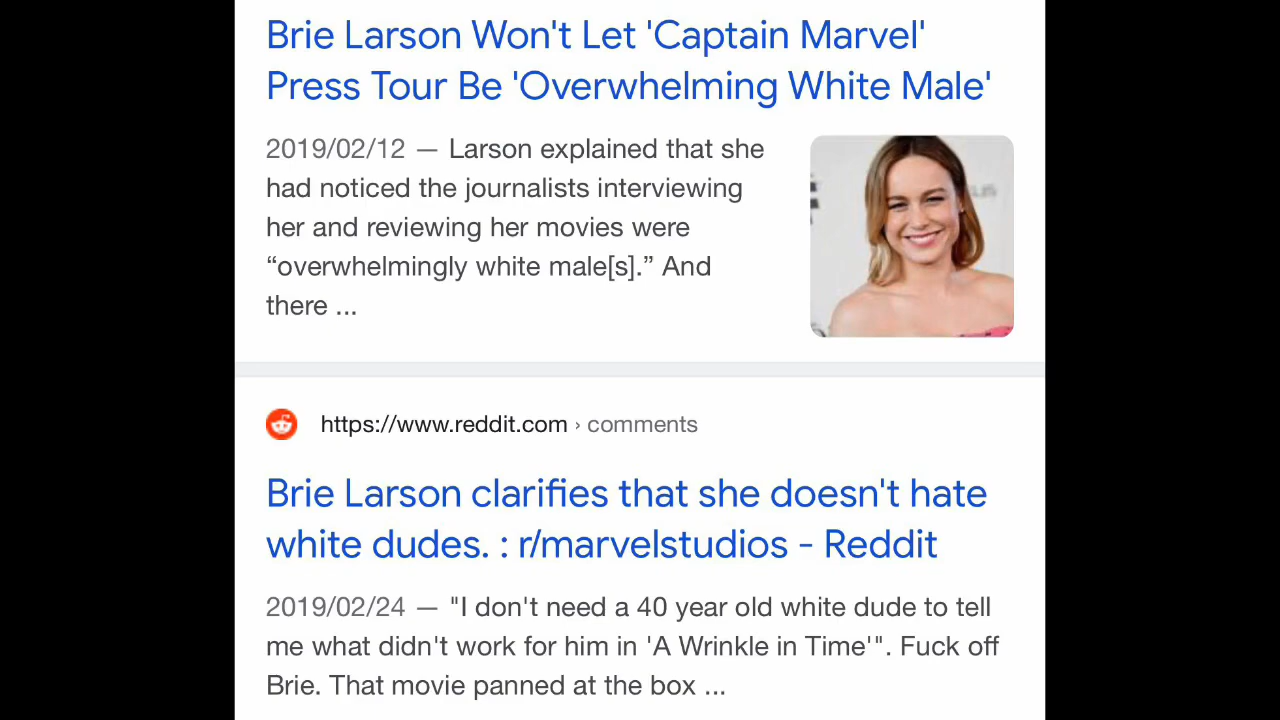 Brie Larson Won't Let 'Captain Marvel'
Press Tour Be 'Overwhelming White Male'
2019/02/12 — Larson explained that she
had noticed the journalists interviewing
her and reviewing her movies were
“overwhelmingly white male[s].” And
there ...
https://www.reddit.com › comments
Brie Larson clarifies that she doesn't hate
white dudes. : r/marvelstudios - Reddit
2019/02/24 — "I don't need a 40 year old white dude to tell
me what didn't work for him in 'A Wrinkle in Time'". Fuck off
Brie. That movie panned at the box ...